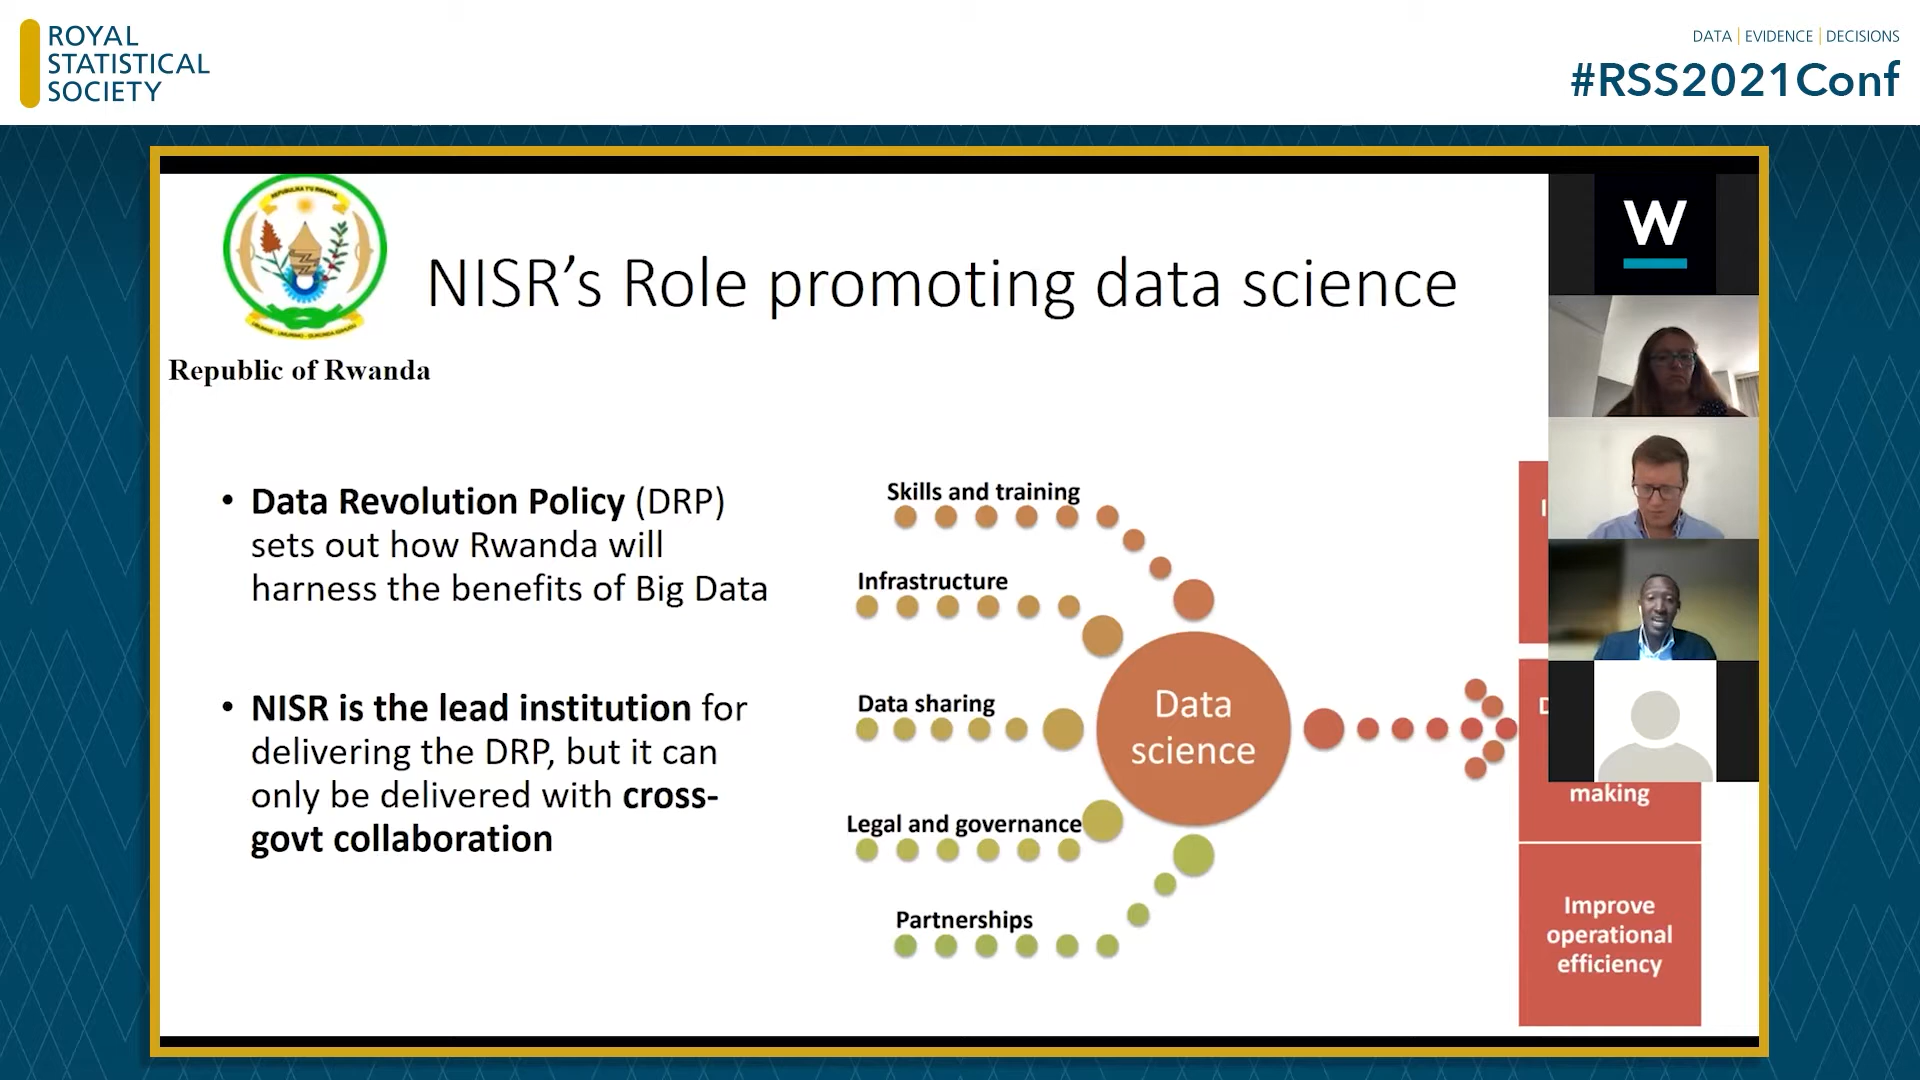 ROYAL
STATISTICAL
SOCIETY
DATA | EVIDENCE | DECISIONS
#RSS2021Conf
NISR's Role promoting data science
Republic of Rwanda
W
• Data Revolution Policy (DRP)
sets out how Rwanda will
harness the benefits of Big Data
• NISR is the lead institution for
delivering the DRP, but it can
only be delivered with cross-
govt collaboration
Skills and training
Infrastructure
Data sharing
Legal and governance
Partnerships
Data
science
making
Improve
operational
efficiency